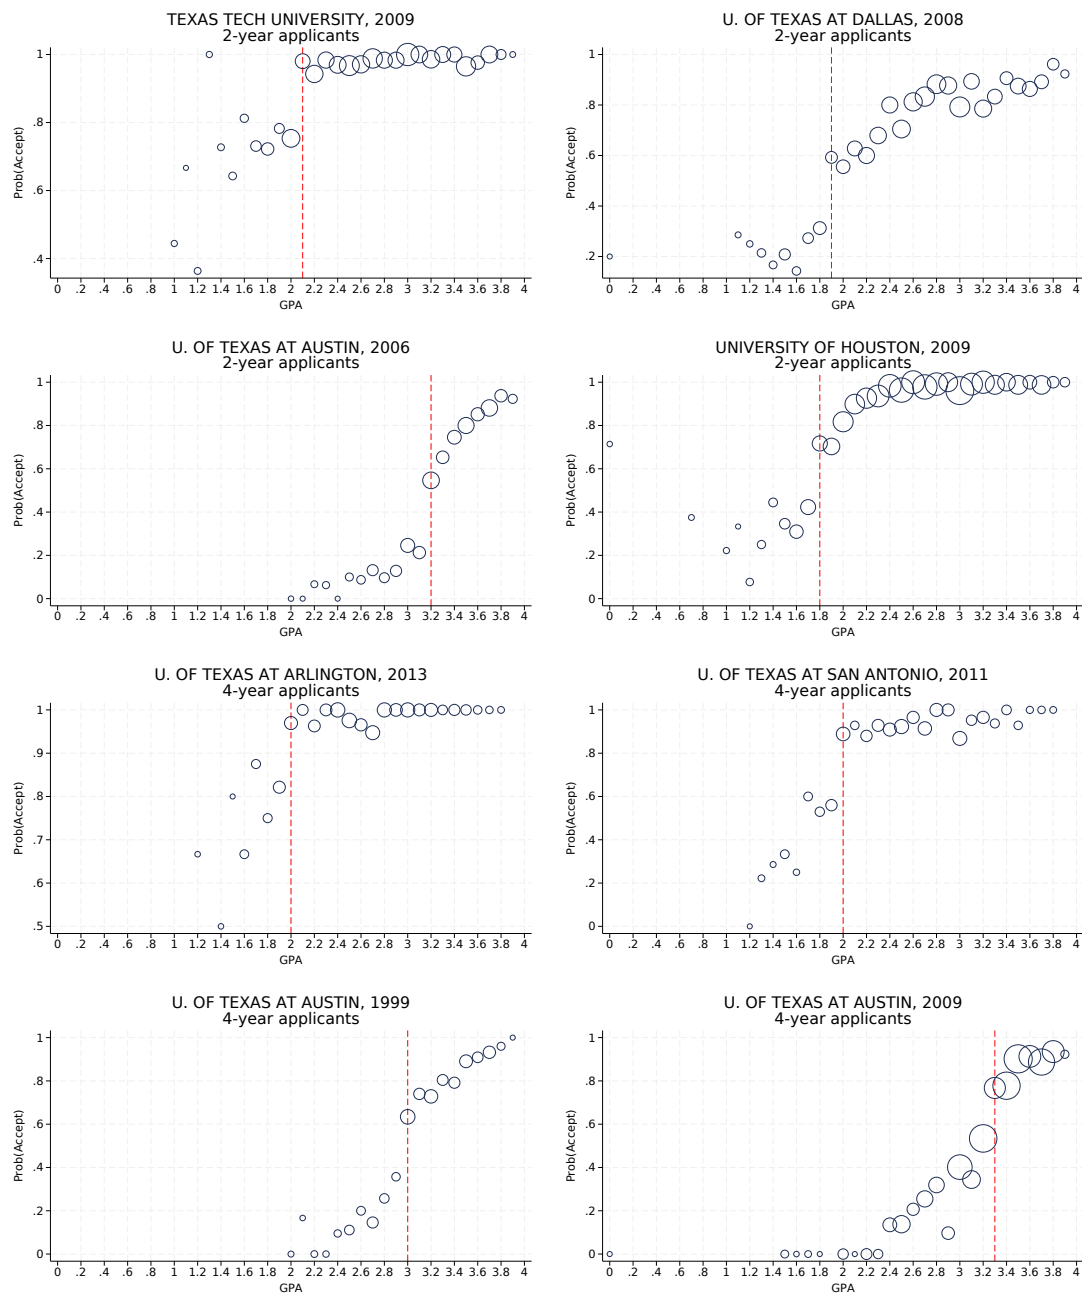 TEXAS TECH UNIVERSITY, 2009
2-year applicants
Prob(Accept)
1
.8
.6
.4
0 .2 .4 .6 .8 1 1.2 1.4 1.6 1.8 2 2.2 2.4 2.6 2.8 3 3.2 3.4 3.6 3.8 4
GPA
U. OF TEXAS AT DALLAS, 2008
2-year applicants
Prob(Accept)
1
.8
.6
.4
.2
0 .2 .4 .6 .8 1 1.2 1.4 1.6 1.8 2 2.2 2.4 2.6 2.8 3 3.2 3.4 3.6 3.8 4
GPA
U. OF TEXAS AT AUSTIN, 2006
2-year applicants
Prob(Accept)
1
.8
.6
.4
.2
0
0 .2 .4 .6 .8 1 1.2 1.4 1.6 1.8 2 2.2 2.4 2.6 2.8 3 3.2 3.4 3.6 3.8 4
GPA
UNIVERSITY OF HOUSTON, 2009
2-year applicants
Prob(Accept)
1
.8
.6
.4
.2
0
0 .2 .4 .6 .8 1 1.2 1.4 1.6 1.8 2 2.2 2.4 2.6 2.8 3 3.2 3.4 3.6 3.8 4
GPA
U. OF TEXAS AT ARLINGTON, 2013
4-year applicants
Prob(Accept)
1
.9
.8
.7
.6
.5
0 .2 .4 .6 .8 1 1.2 1.4 1.6 1.8 2 2.2 2.4 2.6 2.8 3 3.2 3.4 3.6 3.8 4
GPA
U. OF TEXAS AT SAN ANTONIO, 2011
4-year applicants
Prob(Accept)
1
.8
.6
.4
.2
0
0 .2 .4 .6 .8 1 1.2 1.4 1.6 1.8 2 2.2 2.4 2.6 2.8 3 3.2 3.4 3.6 3.8 4
GPA
U. OF TEXAS AT AUSTIN, 1999
4-year applicants
Prob(Accept)
1
.8
.6
.4
.2
0
0 .2 .4 .6 .8 1 1.2 1.4 1.6 1.8 2 2.2 2.4 2.6 2.8 3 3.2 3.4 3.6 3.8 4
GPA
U. OF TEXAS AT AUSTIN, 2009
4-year applicants
Prob(Accept)
1
.8
.6
.4
.2
0
0 .2 .4 .6 .8 1 1.2 1.4 1.6 1.8 2 2.2 2.4 2.6 2.8 3 3.2 3.4 3.6 3.8 4
GPA